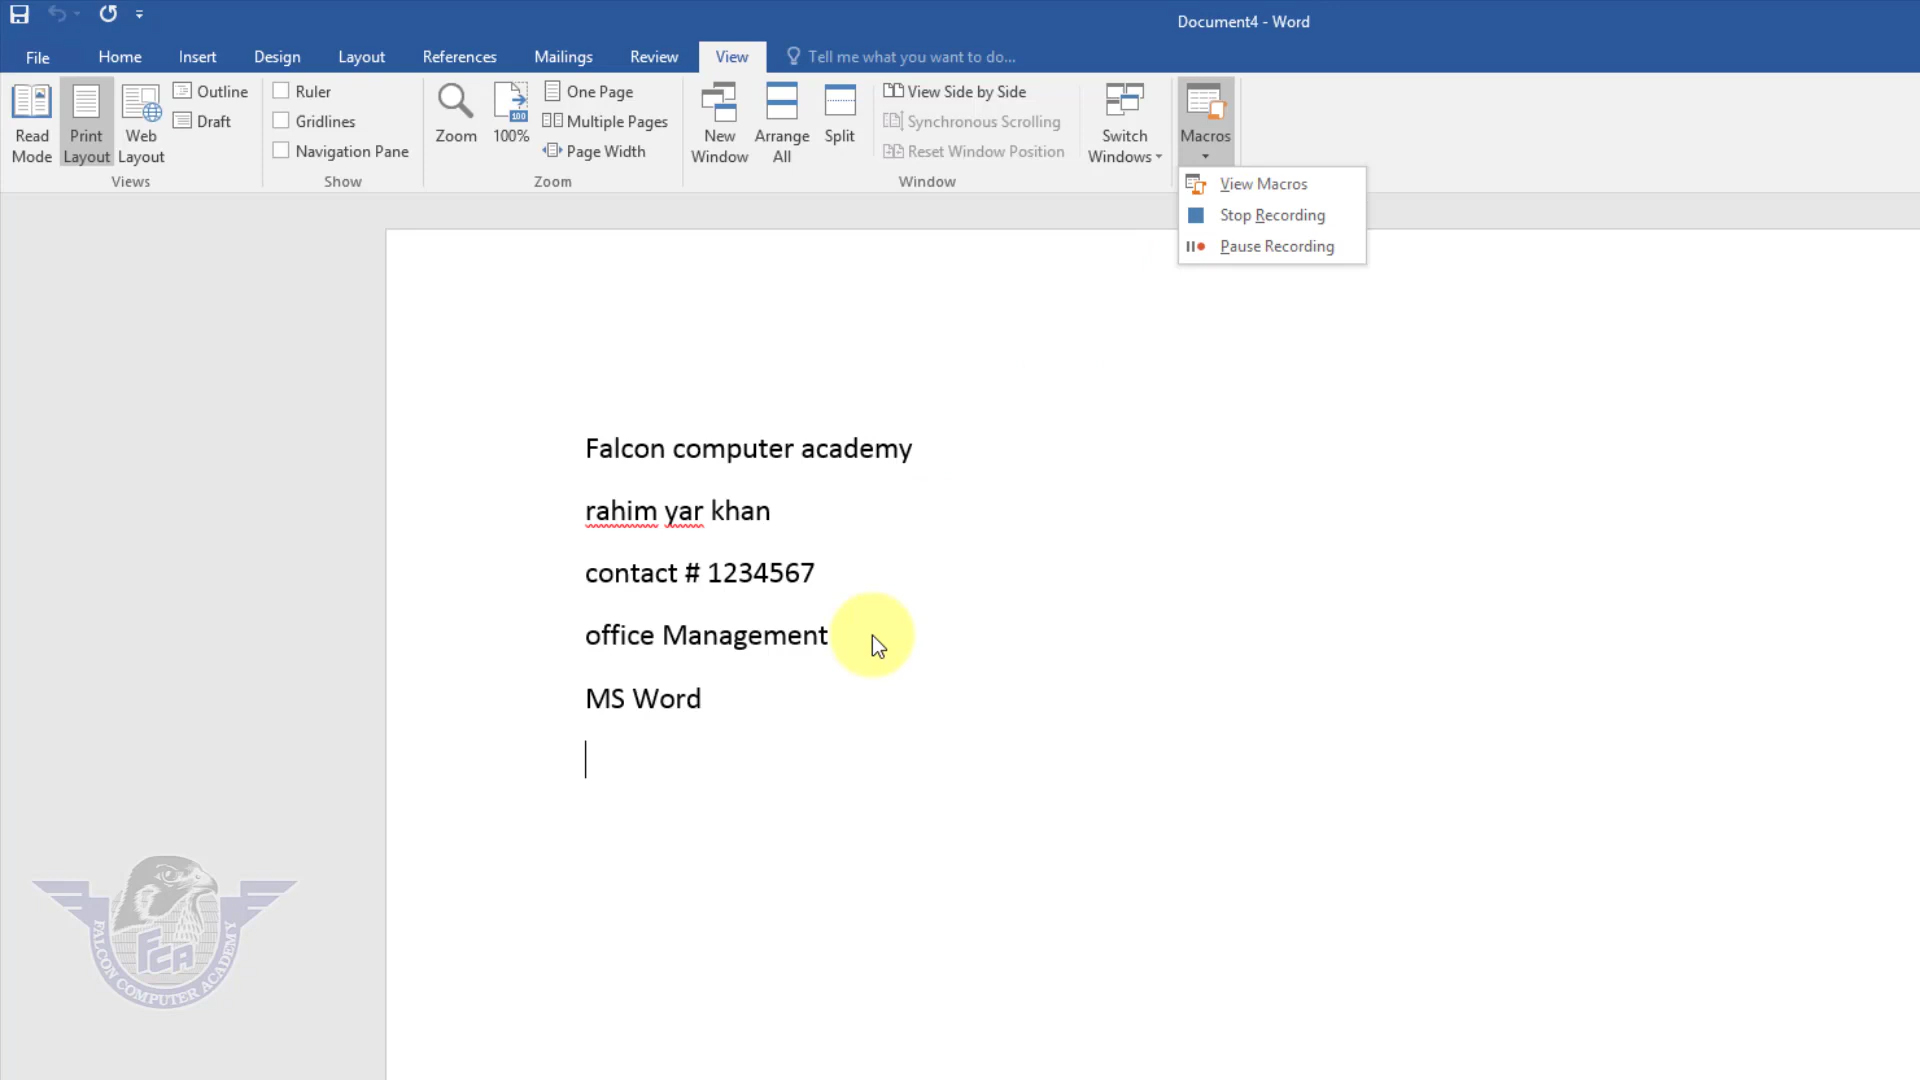 Document4 - Word
File Home Insert Design Layout References Mailings Review View Tell me what you want to do...
Read Mode
Print Layout
Web Layout
Outline
Draft
Views
Ruler
Gridlines
Navigation Pane
Show
Zoom
100
100%
One Page
Multiple Pages
Page Width
Zoom
New Window
Arrange All
Split
View Side by Side
Synchronous Scrolling
Reset Window Position
Window
Switch Windows
Macros
View Macros
Stop Recording
Pause Recording
Falcon computer academy
rahim yar khan
contact # 1234567
office Management
MS Word
FCA
FALCON COMPUTER ACADEMY